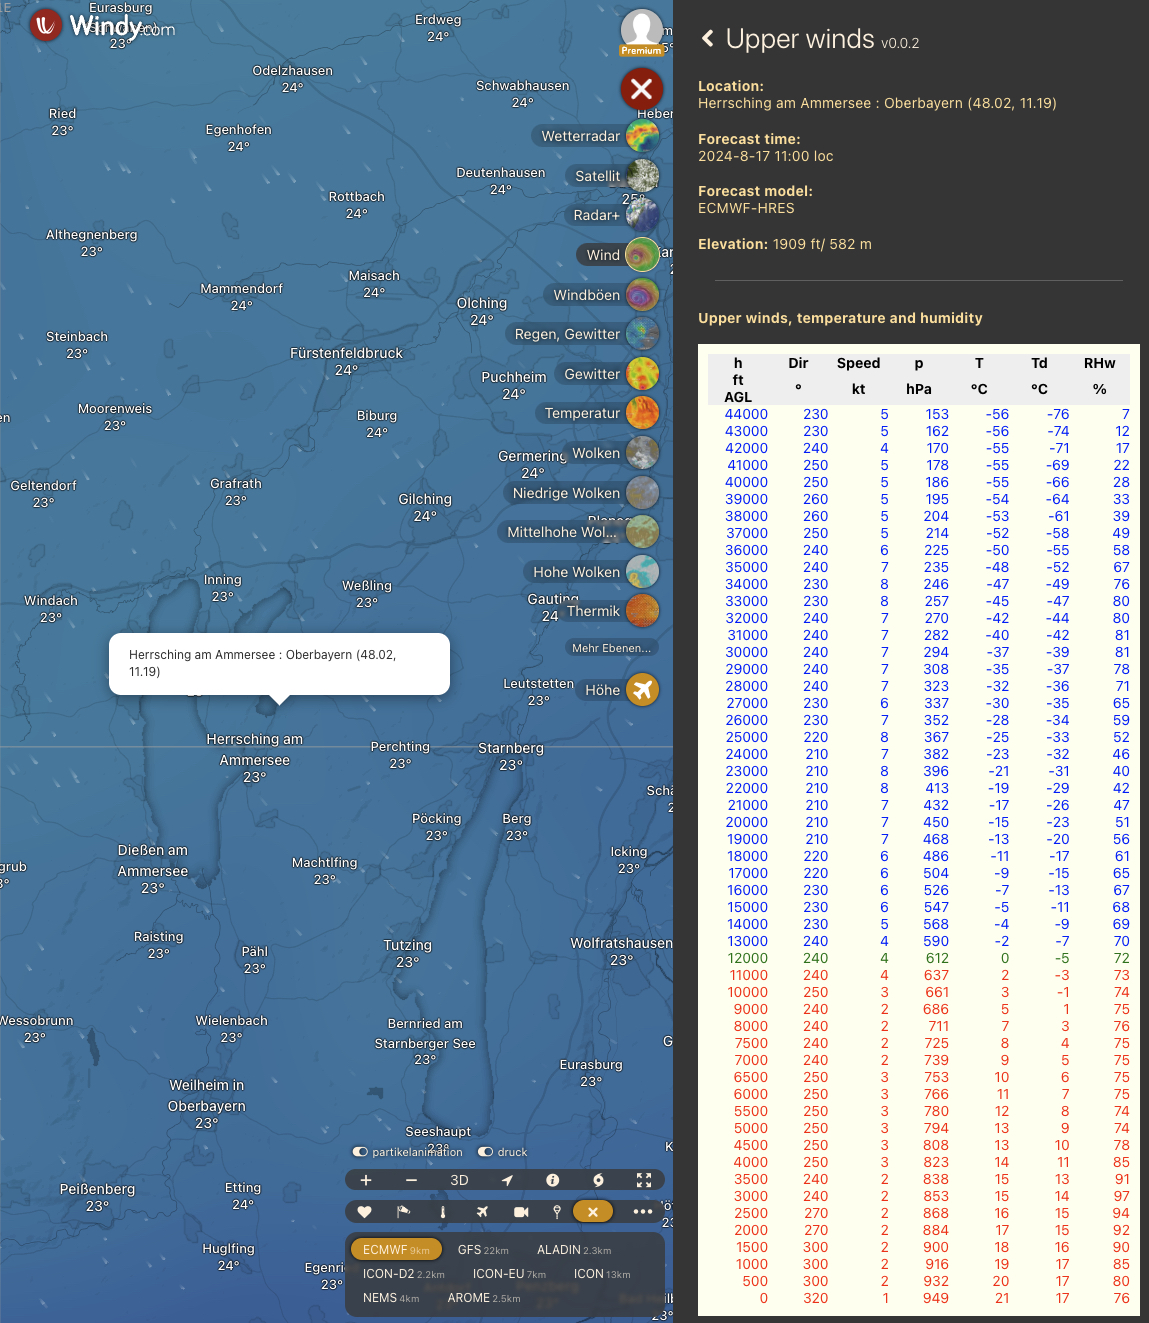 Eurasburg
23°
Windy.com
Erdweg
24°
Premium
Odelzhausen
24°
Schwabhausen
24°
Ried
23°
Egenhofen
24°
Wetterradar
Deutenhausen
24°
Satellit
25°
Rottbach
24°
Radar+
Althegnenberg
23°
Wind
Maisach
24°
Mammendorf
24°
Windböen
Olching
24°
Regen, Gewitter
Steinbach
23°
Fürstenfeldbruck
24°
Puchheim
24°
Gewitter
Moorenweis
23°
Biburg
24°
Temperatur
Germering
24°
Wolken
Geltendorf
23°
Grafrath
23°
Gilching
24°
Niedrige Wolken
Mittelhohe Wol...
Hohe Wolken
Inning
23°
Weßling
23°
Windach
23°
Gauting
24
Thermik
Mehr Ebenen...
Herrsching am Ammersee : Oberbayern (48.02,
11.19)
Leutstetten
23°
Höhe
Herrsching am
Ammersee
23°
Perchting
23°
Starnberg
23°
Pöcking
23°
Berg
23°
Dießen am
Ammersee
23°
Machtlfing
23°
Icking
23°
Raisting
23°
Pähl
23°
Tutzing
23°
Wolfratshausen
23°
Wessobrunn
23°
Wielenbach
23°
Bernried am
Starnberger See
23°
Eurasburg
23°
Weilheim in
Oberbayern
23°
Seeshaupt
23°
partikelanimation druck
3D
Peißenberg
23°
Etting
24°
Huglfing
24°
Egenried
23°
ECMWF 9km GFS 22km ALADIN 2.3km
ICON-D2 2.2km ICON-EU 7km ICON 13km
NEMS 4km AROME 2.5km
23°
Upper winds v0.0.2
Location:
Herrsching am Ammersee : Oberbayern (48.02, 11.19)
Forecast time:
2024-8-17 11:00 loc
Forecast model:
ECMWF-HRES
Elevation: 1909 ft/ 582 m
Upper winds, temperature and humidity
h Dir Speed p T Td RHw
ft ° kt hPa °C °C %
AGL
44000 230 5 153 -56 -76 7
43000 230 5 162 -56 -74 12
42000 240 4 170 -55 -71 17
41000 250 5 178 -55 -69 22
40000 250 5 186 -55 -66 28
39000 260 5 195 -54 -64 33
38000 260 5 204 -53 -61 39
37000 250 5 214 -52 -58 49
36000 240 6 225 -50 -55 58
35000 240 7 235 -48 -52 67
34000 230 8 246 -47 -49 76
33000 230 8 257 -45 -47 80
32000 240 7 270 -42 -44 80
31000 240 7 282 -40 -42 81
30000 240 7 294 -37 -39 81
29000 240 7 308 -35 -37 78
28000 240 7 323 -32 -36 71
27000 230 6 337 -30 -35 65
26000 230 7 352 -28 -34 59
25000 220 8 367 -25 -33 52
24000 210 7 382 -23 -32 46
23000 210 8 396 -21 -31 40
22000 210 8 413 -19 -29 42
21000 210 7 432 -17 -26 47
20000 210 7 450 -15 -23 51
19000 210 7 468 -13 -20 56
18000 220 6 486 -11 -17 61
17000 220 6 504 -9 -15 65
16000 230 6 526 -7 -13 67
15000 230 6 547 -5 -11 68
14000 230 5 568 -4 -9 69
13000 240 4 590 -2 -7 70
12000 240 4 612 0 -5 72
11000 240 4 637 2 -3 73
10000 250 3 661 3 -1 74
9000 240 2 686 5 1 75
8000 240 2 711 7 3 76
7500 240 2 725 8 4 75
7000 240 2 739 9 5 75
6500 250 3 753 10 6 75
6000 250 3 766 11 7 75
5500 250 3 780 12 8 74
5000 250 3 794 13 9 74
4500 250 3 808 13 10 78
4000 250 3 823 14 11 85
3500 240 2 838 15 13 91
3000 240 2 853 15 14 97
2500 270 2 868 16 15 94
2000 270 2 884 17 15 92
1500 300 2 900 18 16 90
1000 300 2 916 19 17 85
500 300 2 932 20 17 80
0 320 1 949 21 17 76